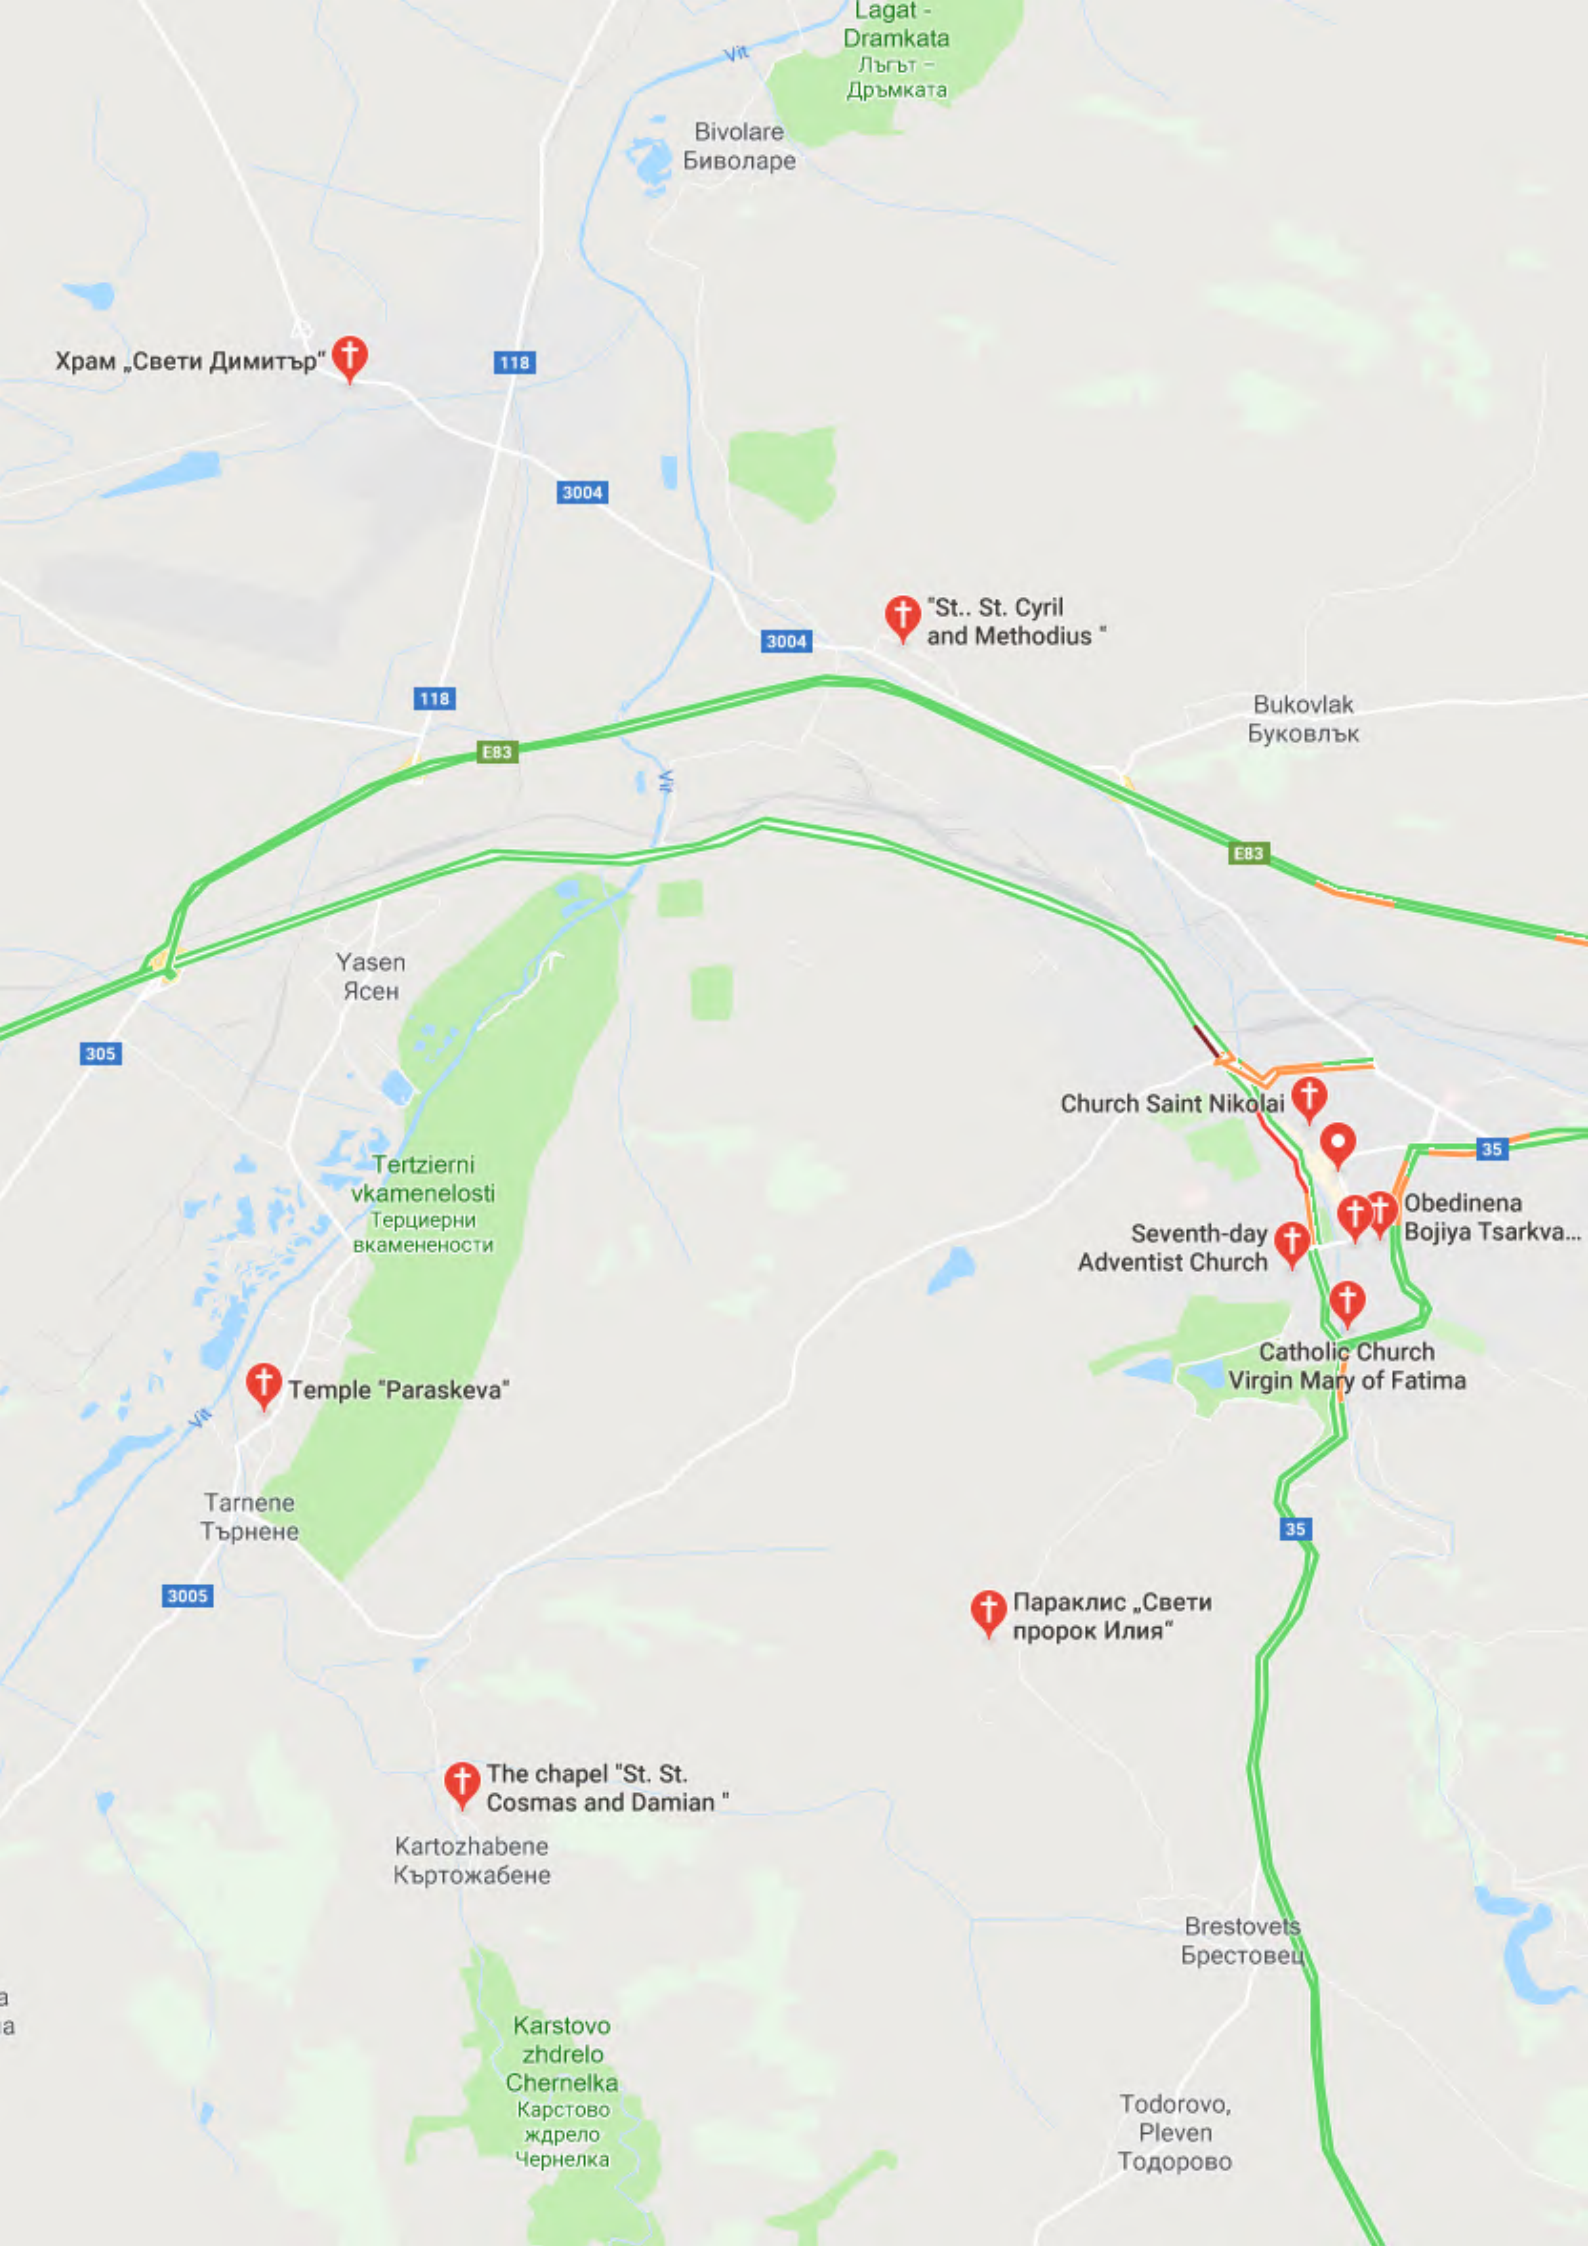 Lagat -
Dramkata
Лъгът –
Дръмката
Vit
Bivolare
Биволаре
Храм „Свети Димитър“
118
3004
"St.. St. Cyril
and Methodius "
3004
118
Bukovlak
Буковлък
E83
Vit
E83
Yasen
Ясен
305
Church Saint Nikolai
35
Tertzierni
vkamenelosti
Терциерни
вкаменености
Obedinena
Bojiya Tsarkva...
Seventh-day
Adventist Church
Catholic Church
Virgin Mary of Fatima
Temple "Paraskeva"
Vit
Tarnene
Търнене
35
3005
Параклис „Свети
пророк Илия“
The chapel "St. St.
Cosmas and Damian "
Kartozhabene
Къртожабене
Brestovets
Брестовец
a
на
Karstovo
zhdrelo
Chernelka
Карстово
ждрело
Чернелка
Todorovo,
Pleven
Тодорово